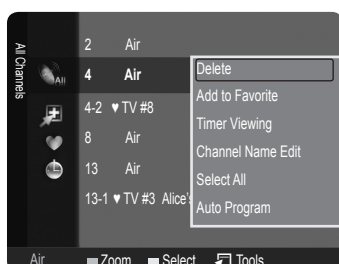 All Channels
All
2 Air
4 Air
4-2 ♥ TV #8
8 Air
13 Air
13-1 ♥ TV #3 Alice's
Delete
Add to Favorite
Timer Viewing
Channel Name Edit
Select All
Auto Program
Air Zoom Select Tools